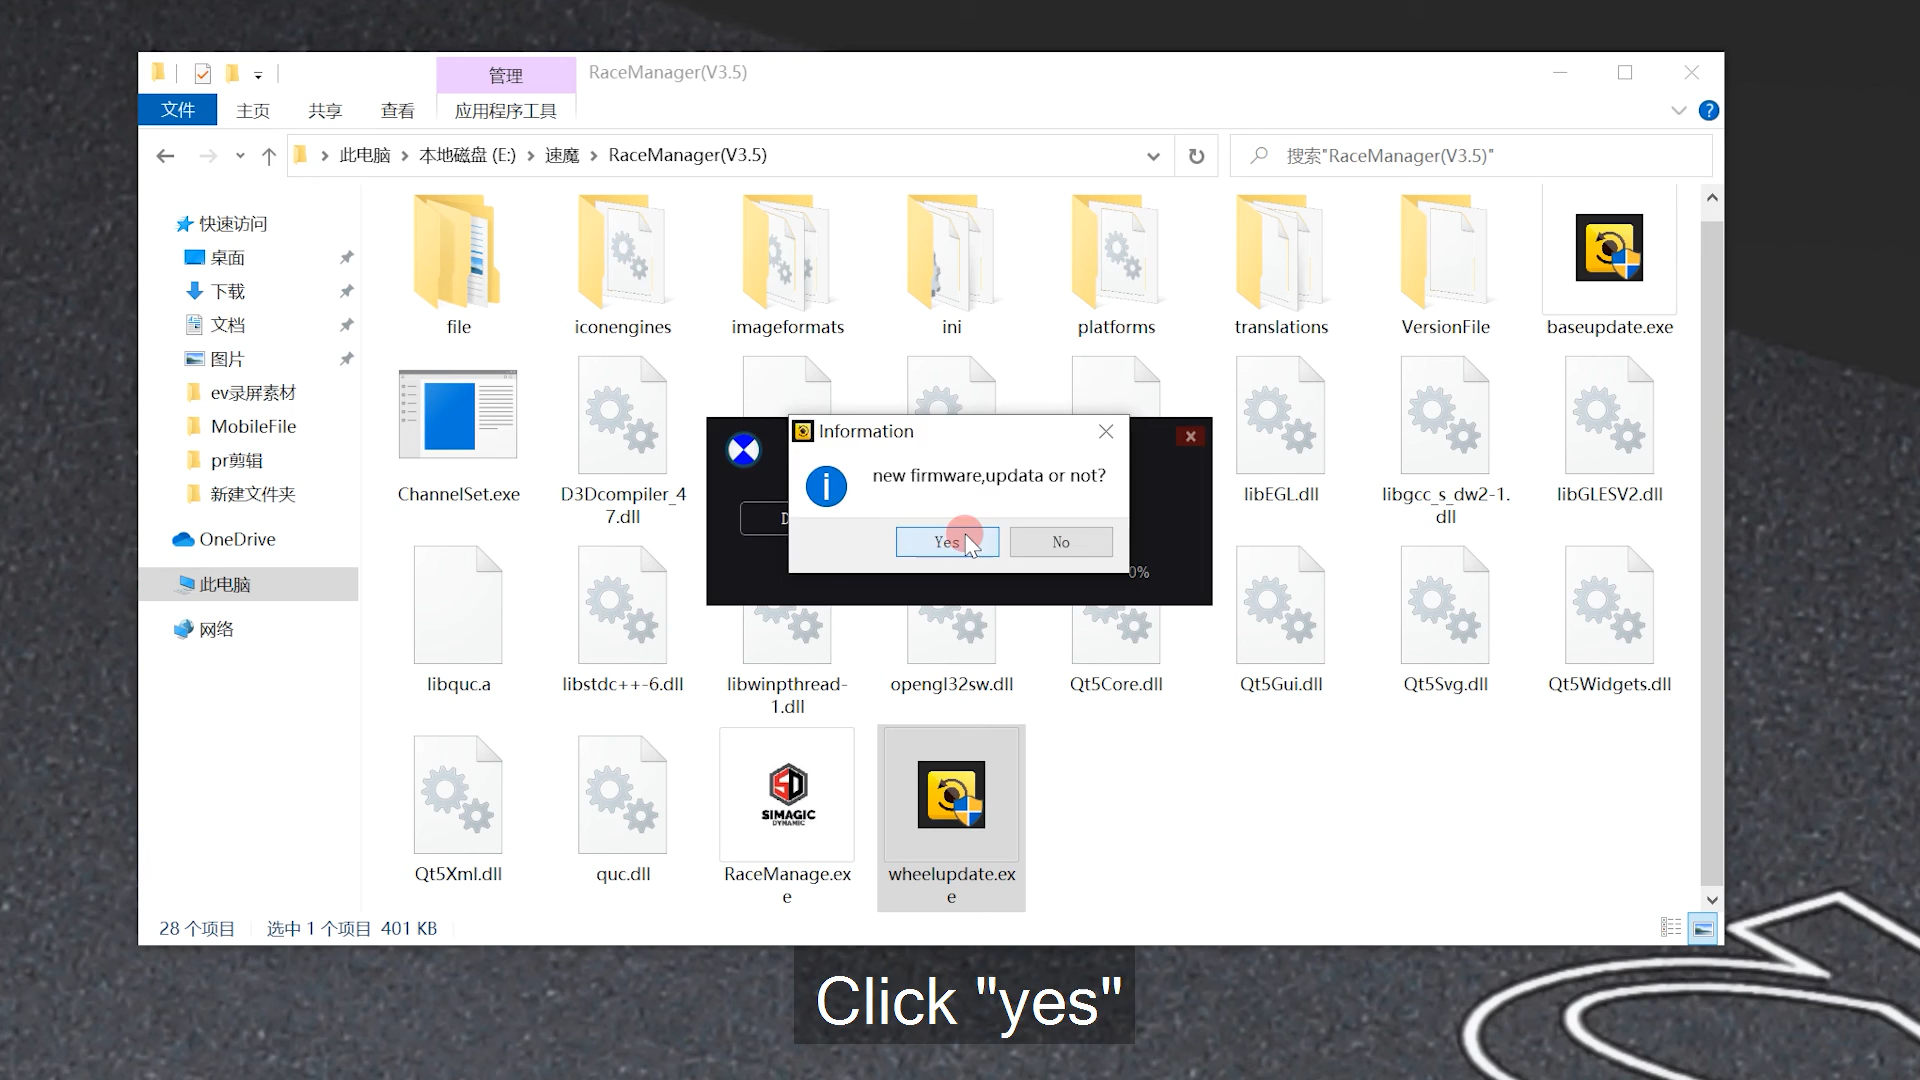 管理
RaceManager(V3.5)
文件
主页
共享
查看
应用程序工具
此电脑
本地磁盘 (E:)
速魔
RaceManager(V3.5)
搜索"RaceManager(V3.5)"
快速访问
桌面
下载
文档
图片
ev录屏素材
MobileFile
pr剪辑
新建文件夹
OneDrive
此电脑
网络
file
iconengines
imageformats
ini
platforms
translations
VersionFile
baseupdate.exe
ChannelSet.exe
D3Dcompiler_4
7.dll
libEGL.dll
libgcc_s_dw2-1.
dll
libGLESV2.dll
Information
new firmware,updata or not?
Yes
No
D
0%
libquc.a
libstdc++-6.dll
libwinpthread-
1.dll
opengl32sw.dll
Qt5Core.dll
Qt5Gui.dll
Qt5Svg.dll
Qt5Widgets.dll
Qt5Xml.dll
quc.dll
SIMAGIC
DYNAMIC
RaceManage.ex
e
wheelupdate.ex
e
28 个项目
选中 1 个项目 401 KB
Click "yes"